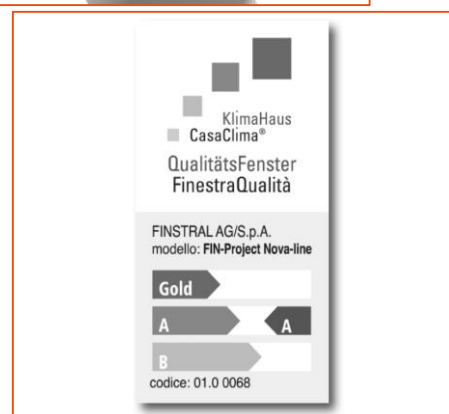 KlimaHaus
CasaClima®
QualitätsFenster
FinestraQualità
FINSTRAL AG/S.p.A.
modello: FIN-Project Nova-line
Gold
A A
B
codice: 01.0 0068